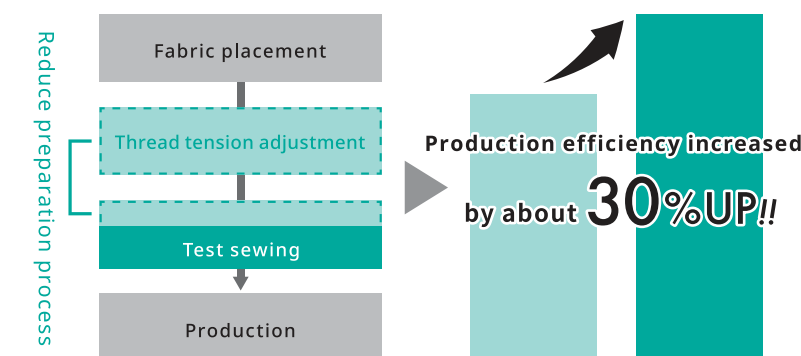 Reduce preparation process
Fabric placement
Thread tension adjustment
Test sewing
Production
Production efficiency increased
by about 30%UP!!